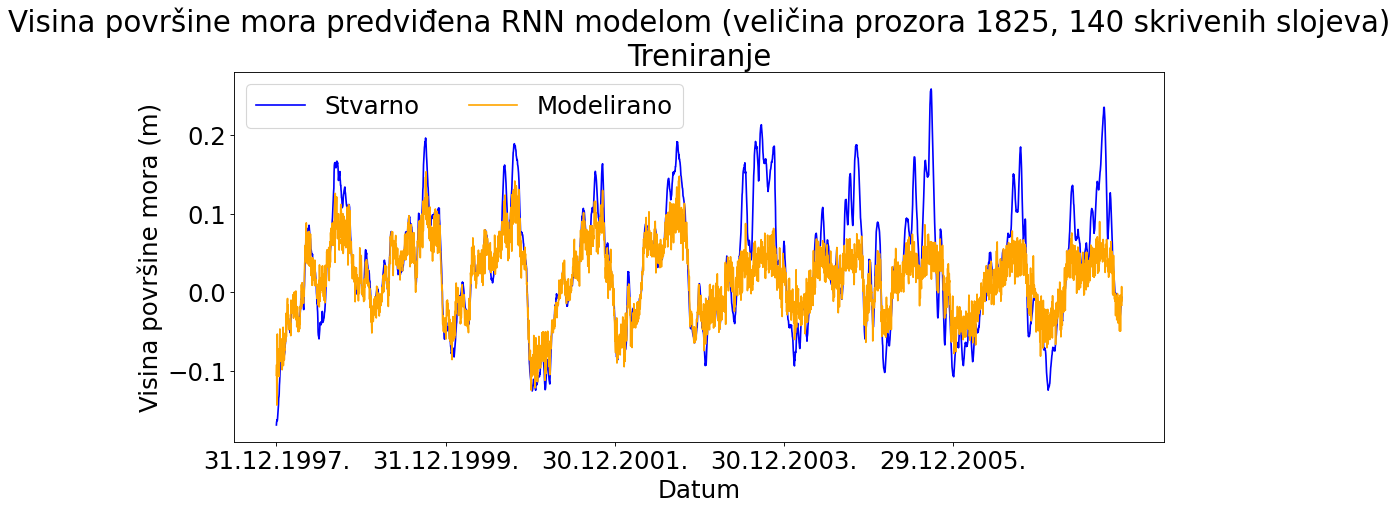 Visina površine mora predviđena RNN modelom (veličina prozora 1825, 140 skrivenih slojeva)
Treniranje
Stvarno
Modelirano
Visina površine mora (m)
0.2
0.1
0.0
−0.1
31.12.1997.
31.12.1999.
30.12.2001.
30.12.2003.
29.12.2005.
Datum